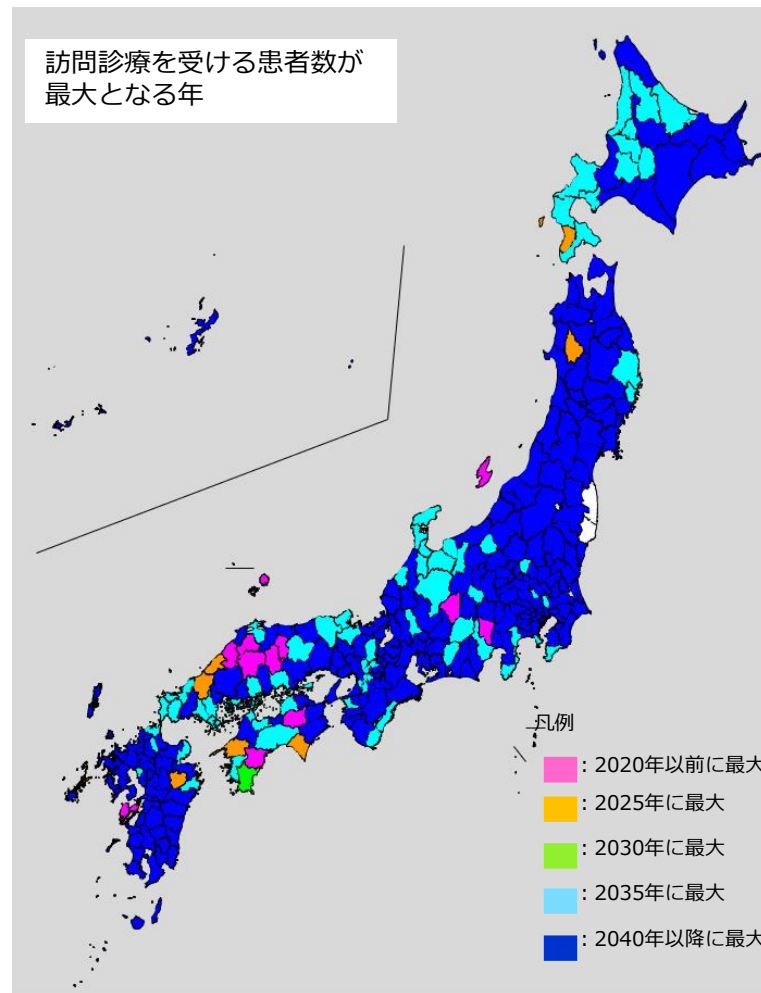 訪問診療を受ける患者数が
最大となる年
凡例
: 2020年以前に最大
: 2025年に最大
: 2030年に最大
: 2035年に最大
: 2040年以降に最大